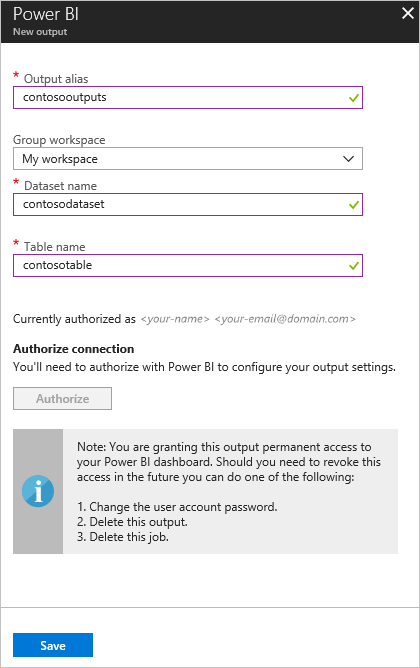 Power BI
New output
* Output alias
contosooutputs
Group workspace
My workspace
* Dataset name
contosodataset
* Table name
contosotable
Currently authorized as <your-name> <your-email@domain.com>
Authorize connection
You'll need to authorize with Power BI to configure your output settings.
Authorize
Note: You are granting this output permanent access to
your Power BI dashboard. Should you need to revoke this
access in the future you can do one of the following:
1. Change the user account password.
2. Delete this output.
3. Delete this job.
Save